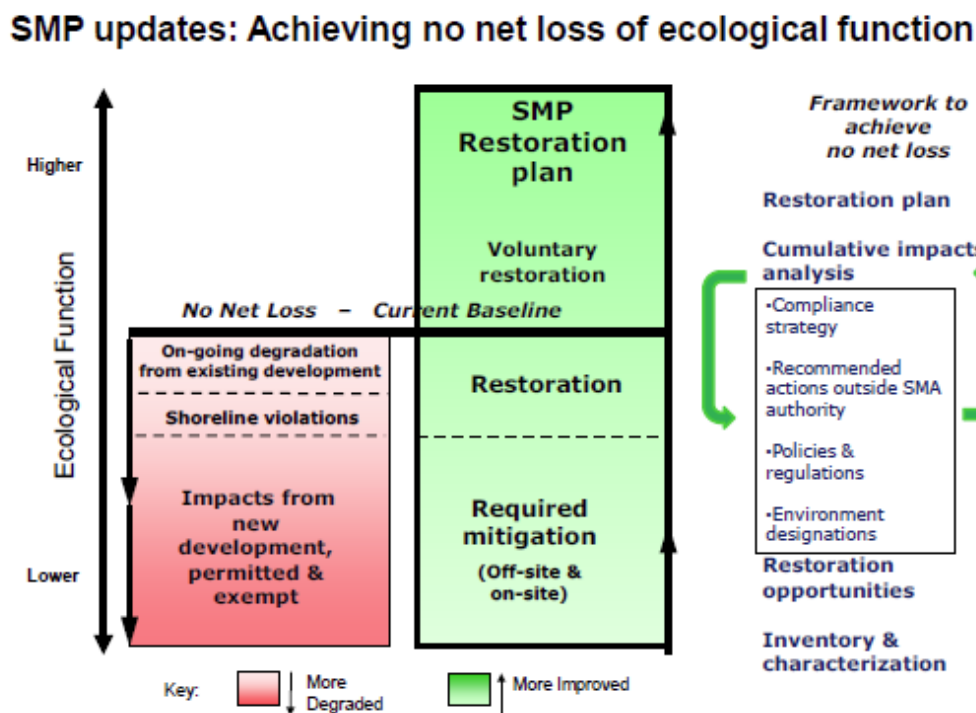 SMP updates: Achieving no net loss of ecological function
Higher
Ecological Function
Lower
No Net Loss – Current Baseline
On-going degradation
from existing development
Shoreline violations
Impacts from
new
development,
permitted &
exempt
SMP
Restoration
plan
Voluntary
restoration
Restoration
Required
mitigation
(Off-site &
on-site)
Framework to
achieve
no net loss
Restoration plan
Cumulative impacts
analysis
•Compliance
strategy
•Recommended
actions outside SMA
authority
•Policies &
regulations
•Environment
designations
Restoration
opportunities
Inventory &
characterization
Key:
More
Degraded
More Improved